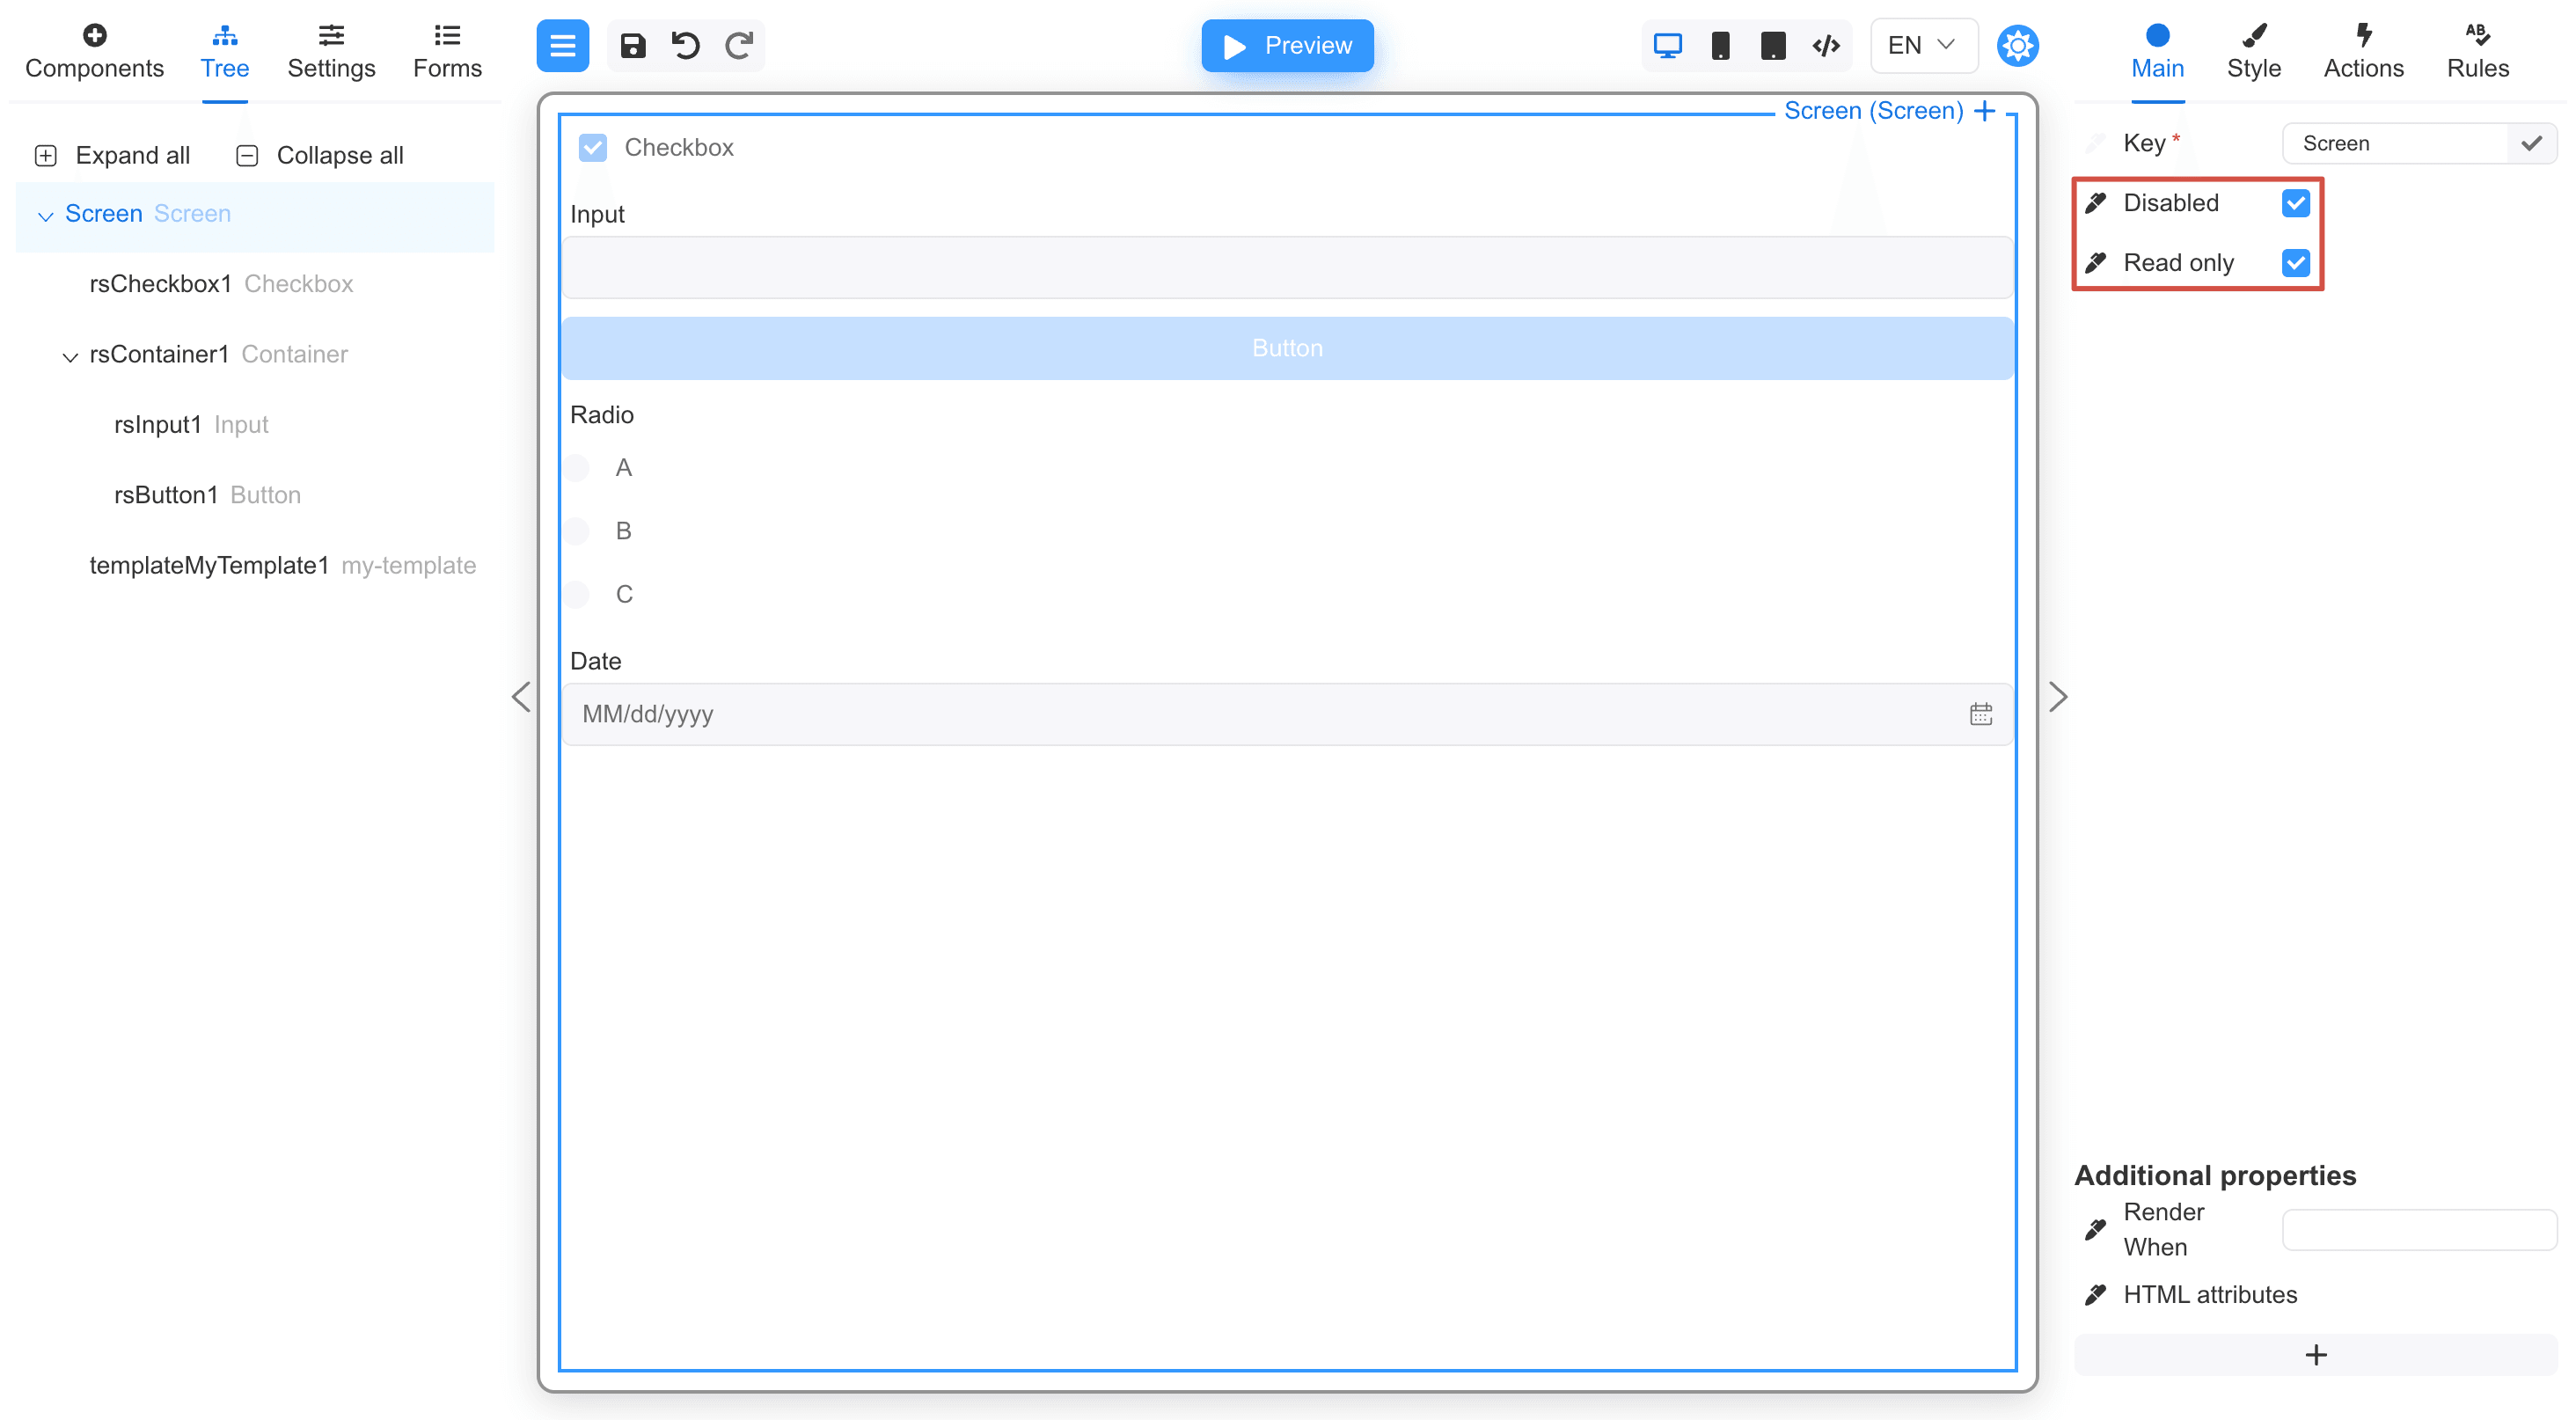 Components Tree Settings Forms
Preview
EN
Main Style Actions Rules
Expand all Collapse all
Screen Screen
rsCheckbox1 Checkbox
rsContainer1 Container
rsInput1 Input
rsButton1 Button
templateMyTemplate1 my-template
Screen (Screen)
Checkbox
Input
Button
Radio
A
B
C
Date
MM/dd/yyyy
Key* Screen
Disabled
Read only
Additional properties
Render
When
HTML attributes